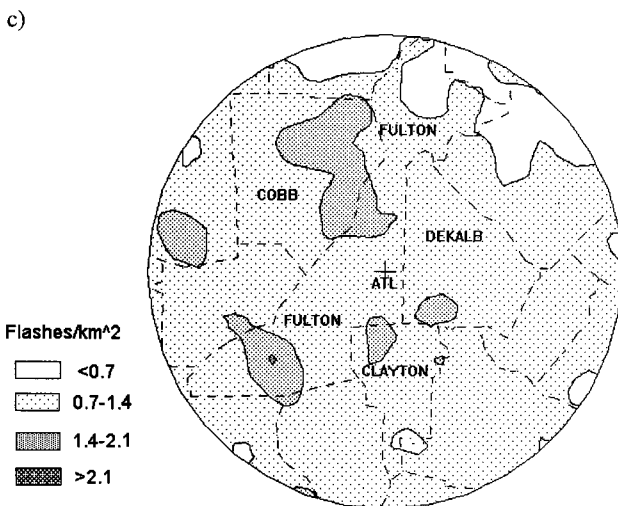 c)
FULTON
COBB
DEKALB
ATL
FULTON
CLAYTON
Flashes/km^2
<0.7
0.7-1.4
1.4-2.1
>2.1